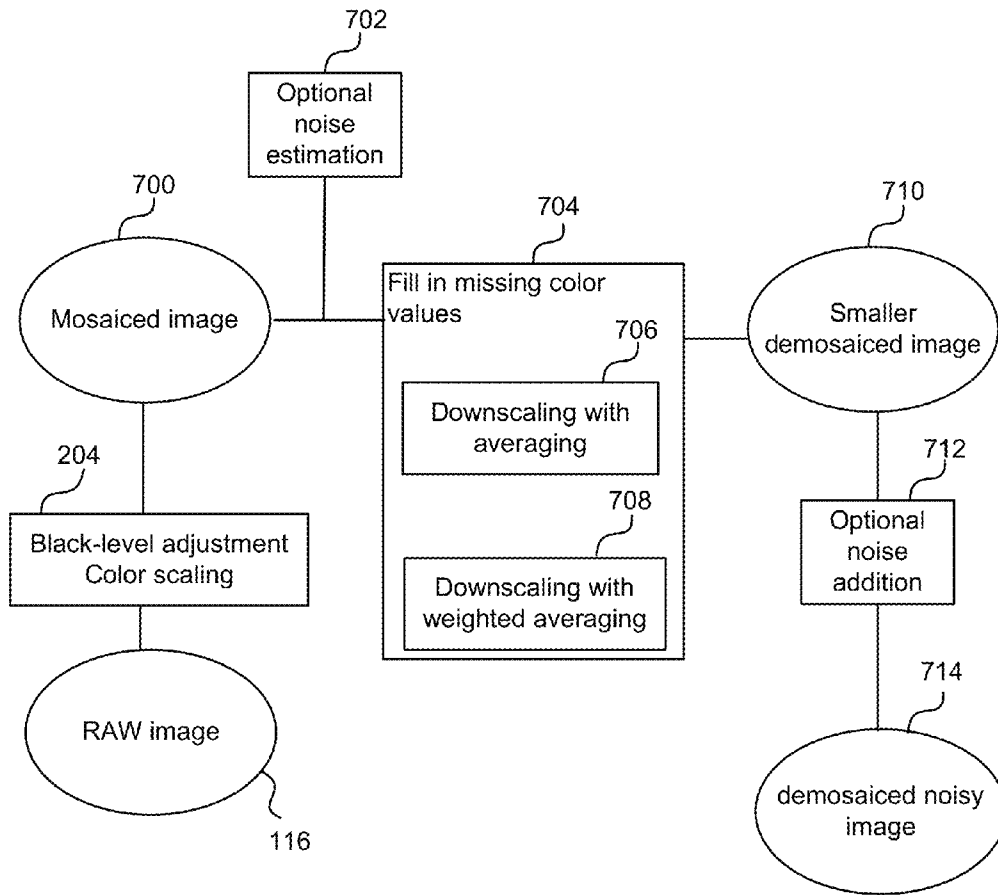 702
Optional
noise
estimation
700
Mosaiced image
704
Fill in missing color
values
706
Downscaling with
averaging
708
Downscaling with
weighted averaging
710
Smaller
demosaiced image
204
Black-level adjustment
Color scaling
712
Optional
noise
addition
RAW image
116
714
demosaiced noisy
image